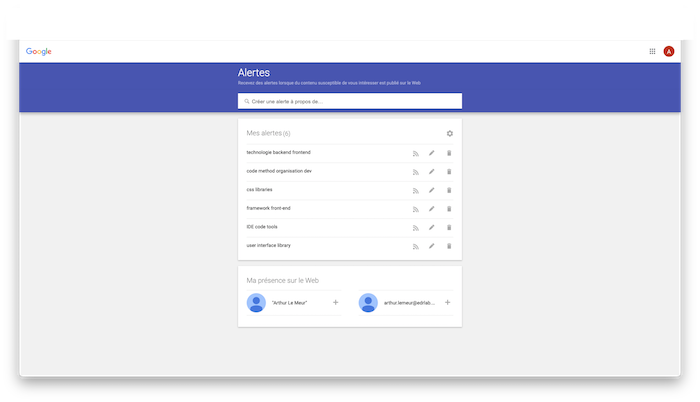 Google
A
Alertes
Recevez des alertes lorsque du contenu susceptible de vous intéresser est publié sur le Web
Créer une alerte à propos de...
Mes alertes (6)
technologie backend frontend
code method organisation dev
css libraries
framework front-end
IDE code tools
user interface library
Ma présence sur le Web
"Arthur Le Meur"
arthur.lemeur@edrlab...